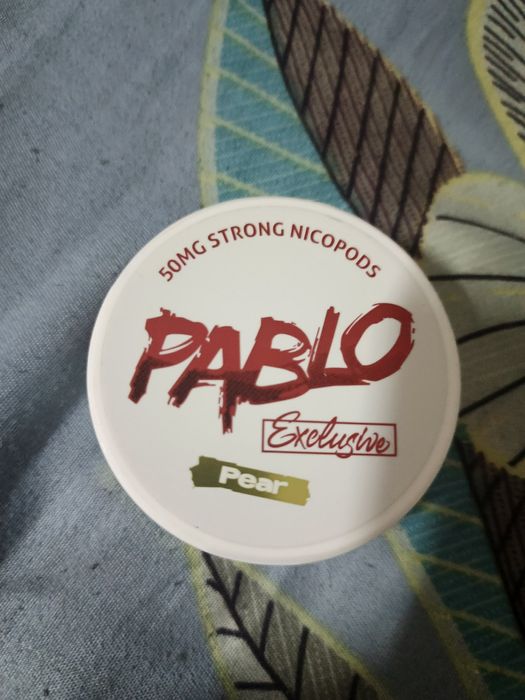 50MG STRONG NICOPODS
PABLO
Exclusive
Pear